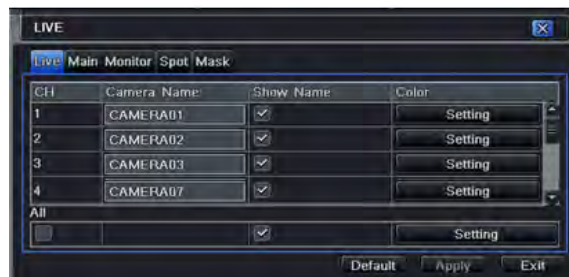 LIVE
Live Main Monitor Spot Mask
CH Camera Name Show Name Color
1 CAMERA01 Setting
2 CAMERA02 Setting
3 CAMERA03 Setting
4 CAMERA07 Setting
All
Setting
Default Apply Exit